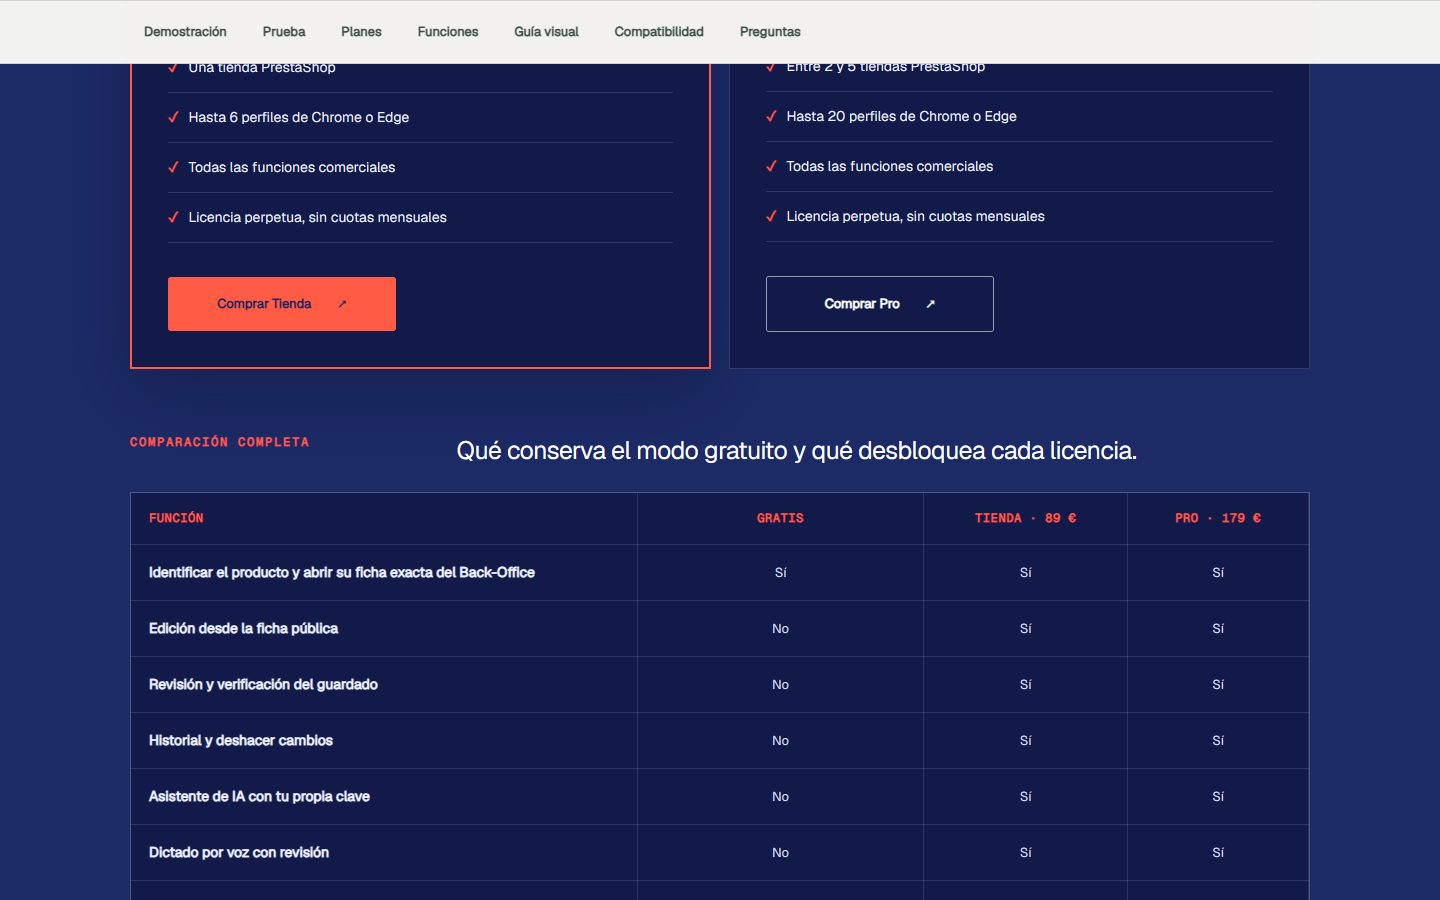 Demostración Prueba Planes Funciones Guía visual Compatibilidad Preguntas
✓ Una tienda PrestaShop
✓ Hasta 6 perfiles de Chrome o Edge
✓ Todas las funciones comerciales
✓ Licencia perpetua, sin cuotas mensuales
Comprar Tienda ↗
✓ Entre 2 y 5 tiendas PrestaShop
✓ Hasta 20 perfiles de Chrome o Edge
✓ Todas las funciones comerciales
✓ Licencia perpetua, sin cuotas mensuales
Comprar Pro ↗
COMPARACIÓN COMPLETA
Qué conserva el modo gratuito y qué desbloquea cada licencia.
FUNCIÓN GRATIS TIENDA · 89 € PRO · 179 €
Identificar el producto y abrir su ficha exacta del Back-Office Sí Sí Sí
Edición desde la ficha pública No Sí Sí
Revisión y verificación del guardado No Sí Sí
Historial y deshacer cambios No Sí Sí
Asistente de IA con tu propia clave No Sí Sí
Dictado por voz con revisión No Sí Sí